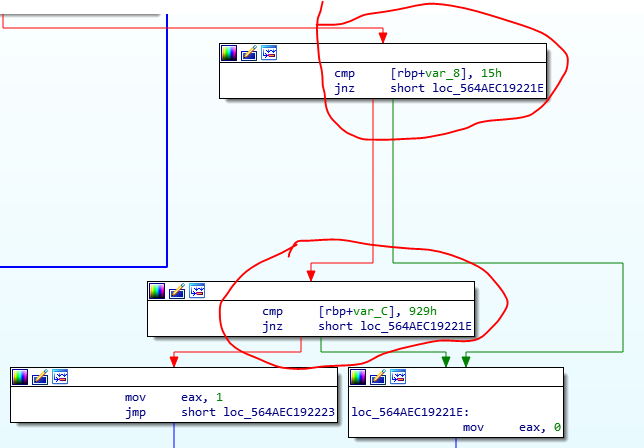 cmp [rbp+var_8], 15h
jnz short loc_564AEC19221E
cmp [rbp+var_C], 929h
jnz short loc_564AEC19221E
mov eax, 1
jmp short loc_564AEC192223
loc_564AEC19221E:
mov eax, 0